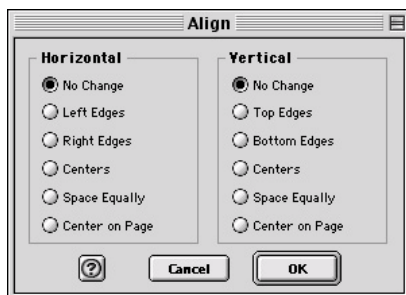 Align
Horizontal
No Change
Left Edges
Right Edges
Centers
Space Equally
Center on Page
Vertical
No Change
Top Edges
Bottom Edges
Centers
Space Equally
Center on Page
?
Cancel
OK